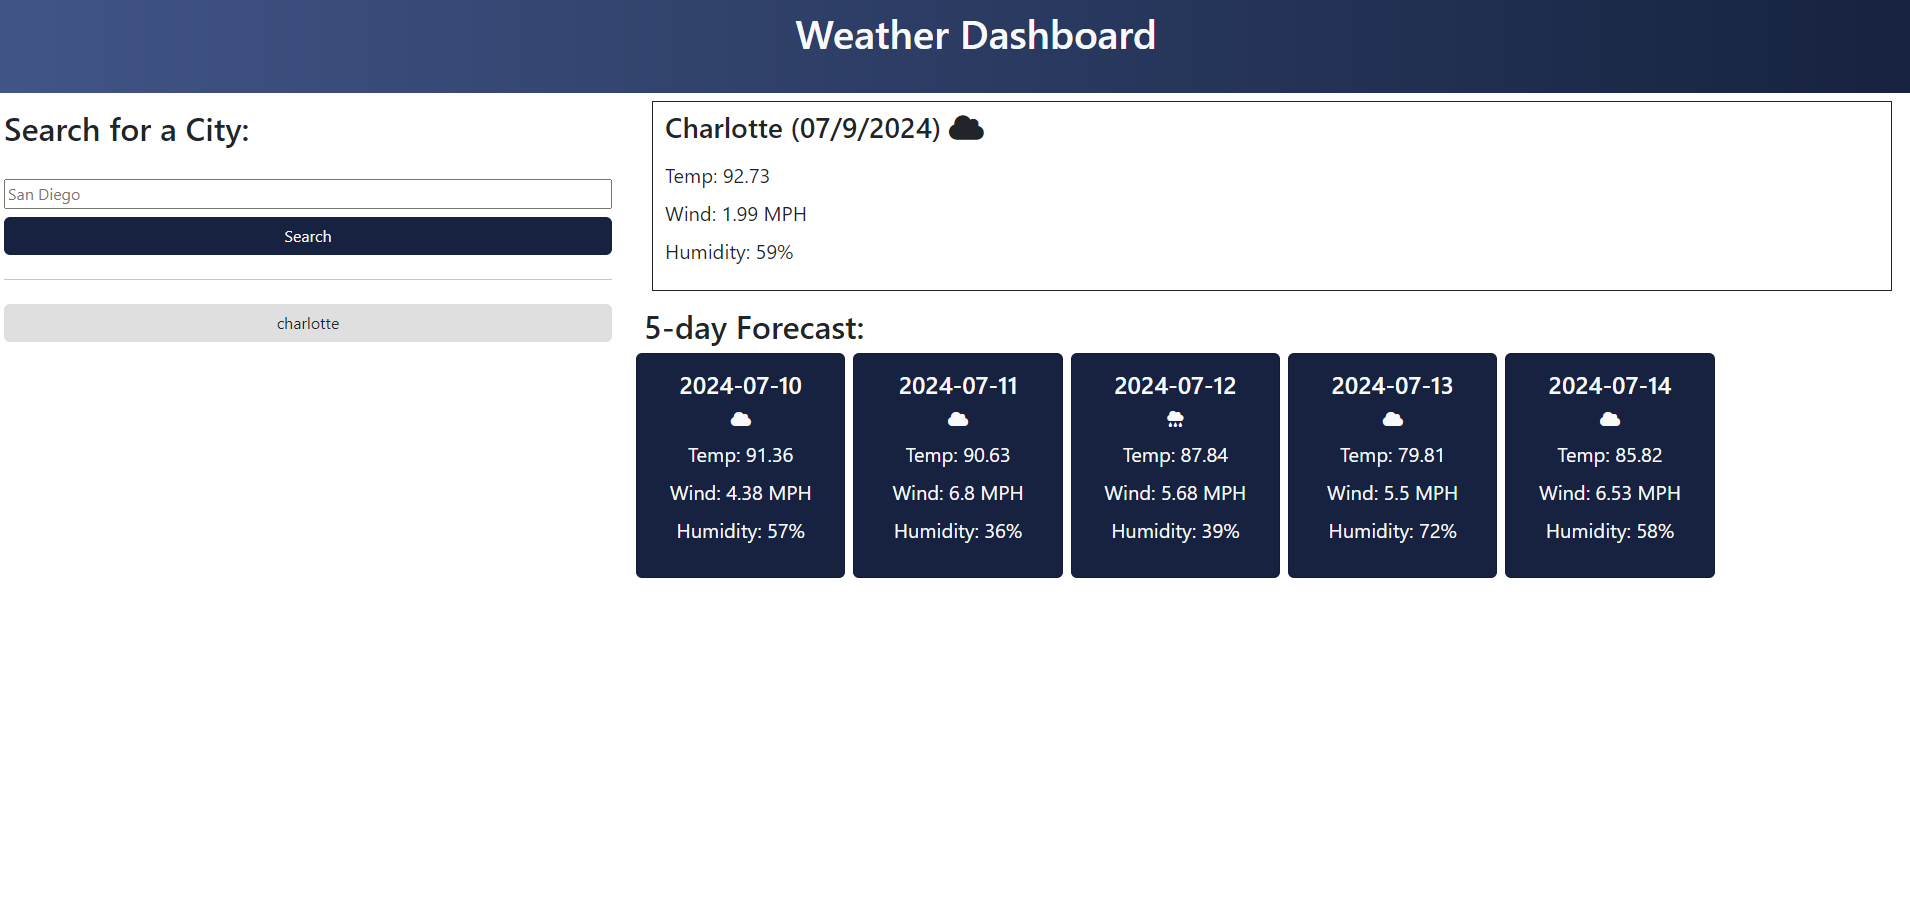 Weather Dashboard
Search for a City:
San Diego
Search
charlotte
Charlotte (07/9/2024)
Temp: 92.73
Wind: 1.99 MPH
Humidity: 59%
5-day Forecast:
2024-07-10
Temp: 91.36
Wind: 4.38 MPH
Humidity: 57%
2024-07-11
Temp: 90.63
Wind: 6.8 MPH
Humidity: 36%
2024-07-12
Temp: 87.84
Wind: 5.68 MPH
Humidity: 39%
2024-07-13
Temp: 79.81
Wind: 5.5 MPH
Humidity: 72%
2024-07-14
Temp: 85.82
Wind: 6.53 MPH
Humidity: 58%